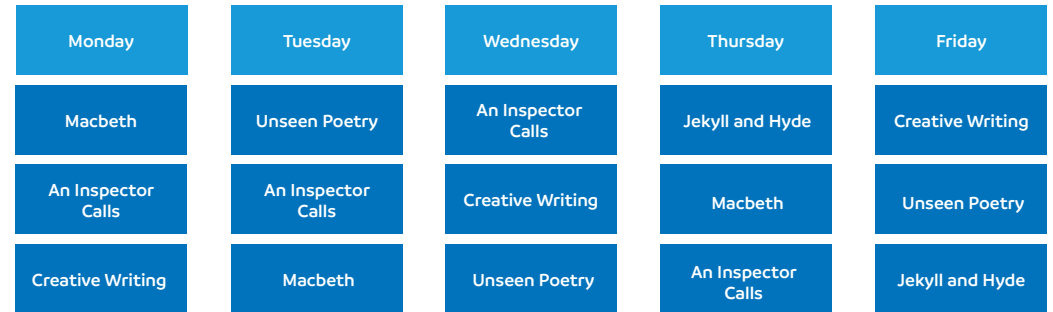 Monday Tuesday Wednesday Thursday Friday
Macbeth Unseen Poetry An Inspector Calls Jekyll and Hyde Creative Writing
An Inspector Calls An Inspector Calls Creative Writing Macbeth Unseen Poetry
Creative Writing Macbeth Unseen Poetry An Inspector Calls Jekyll and Hyde